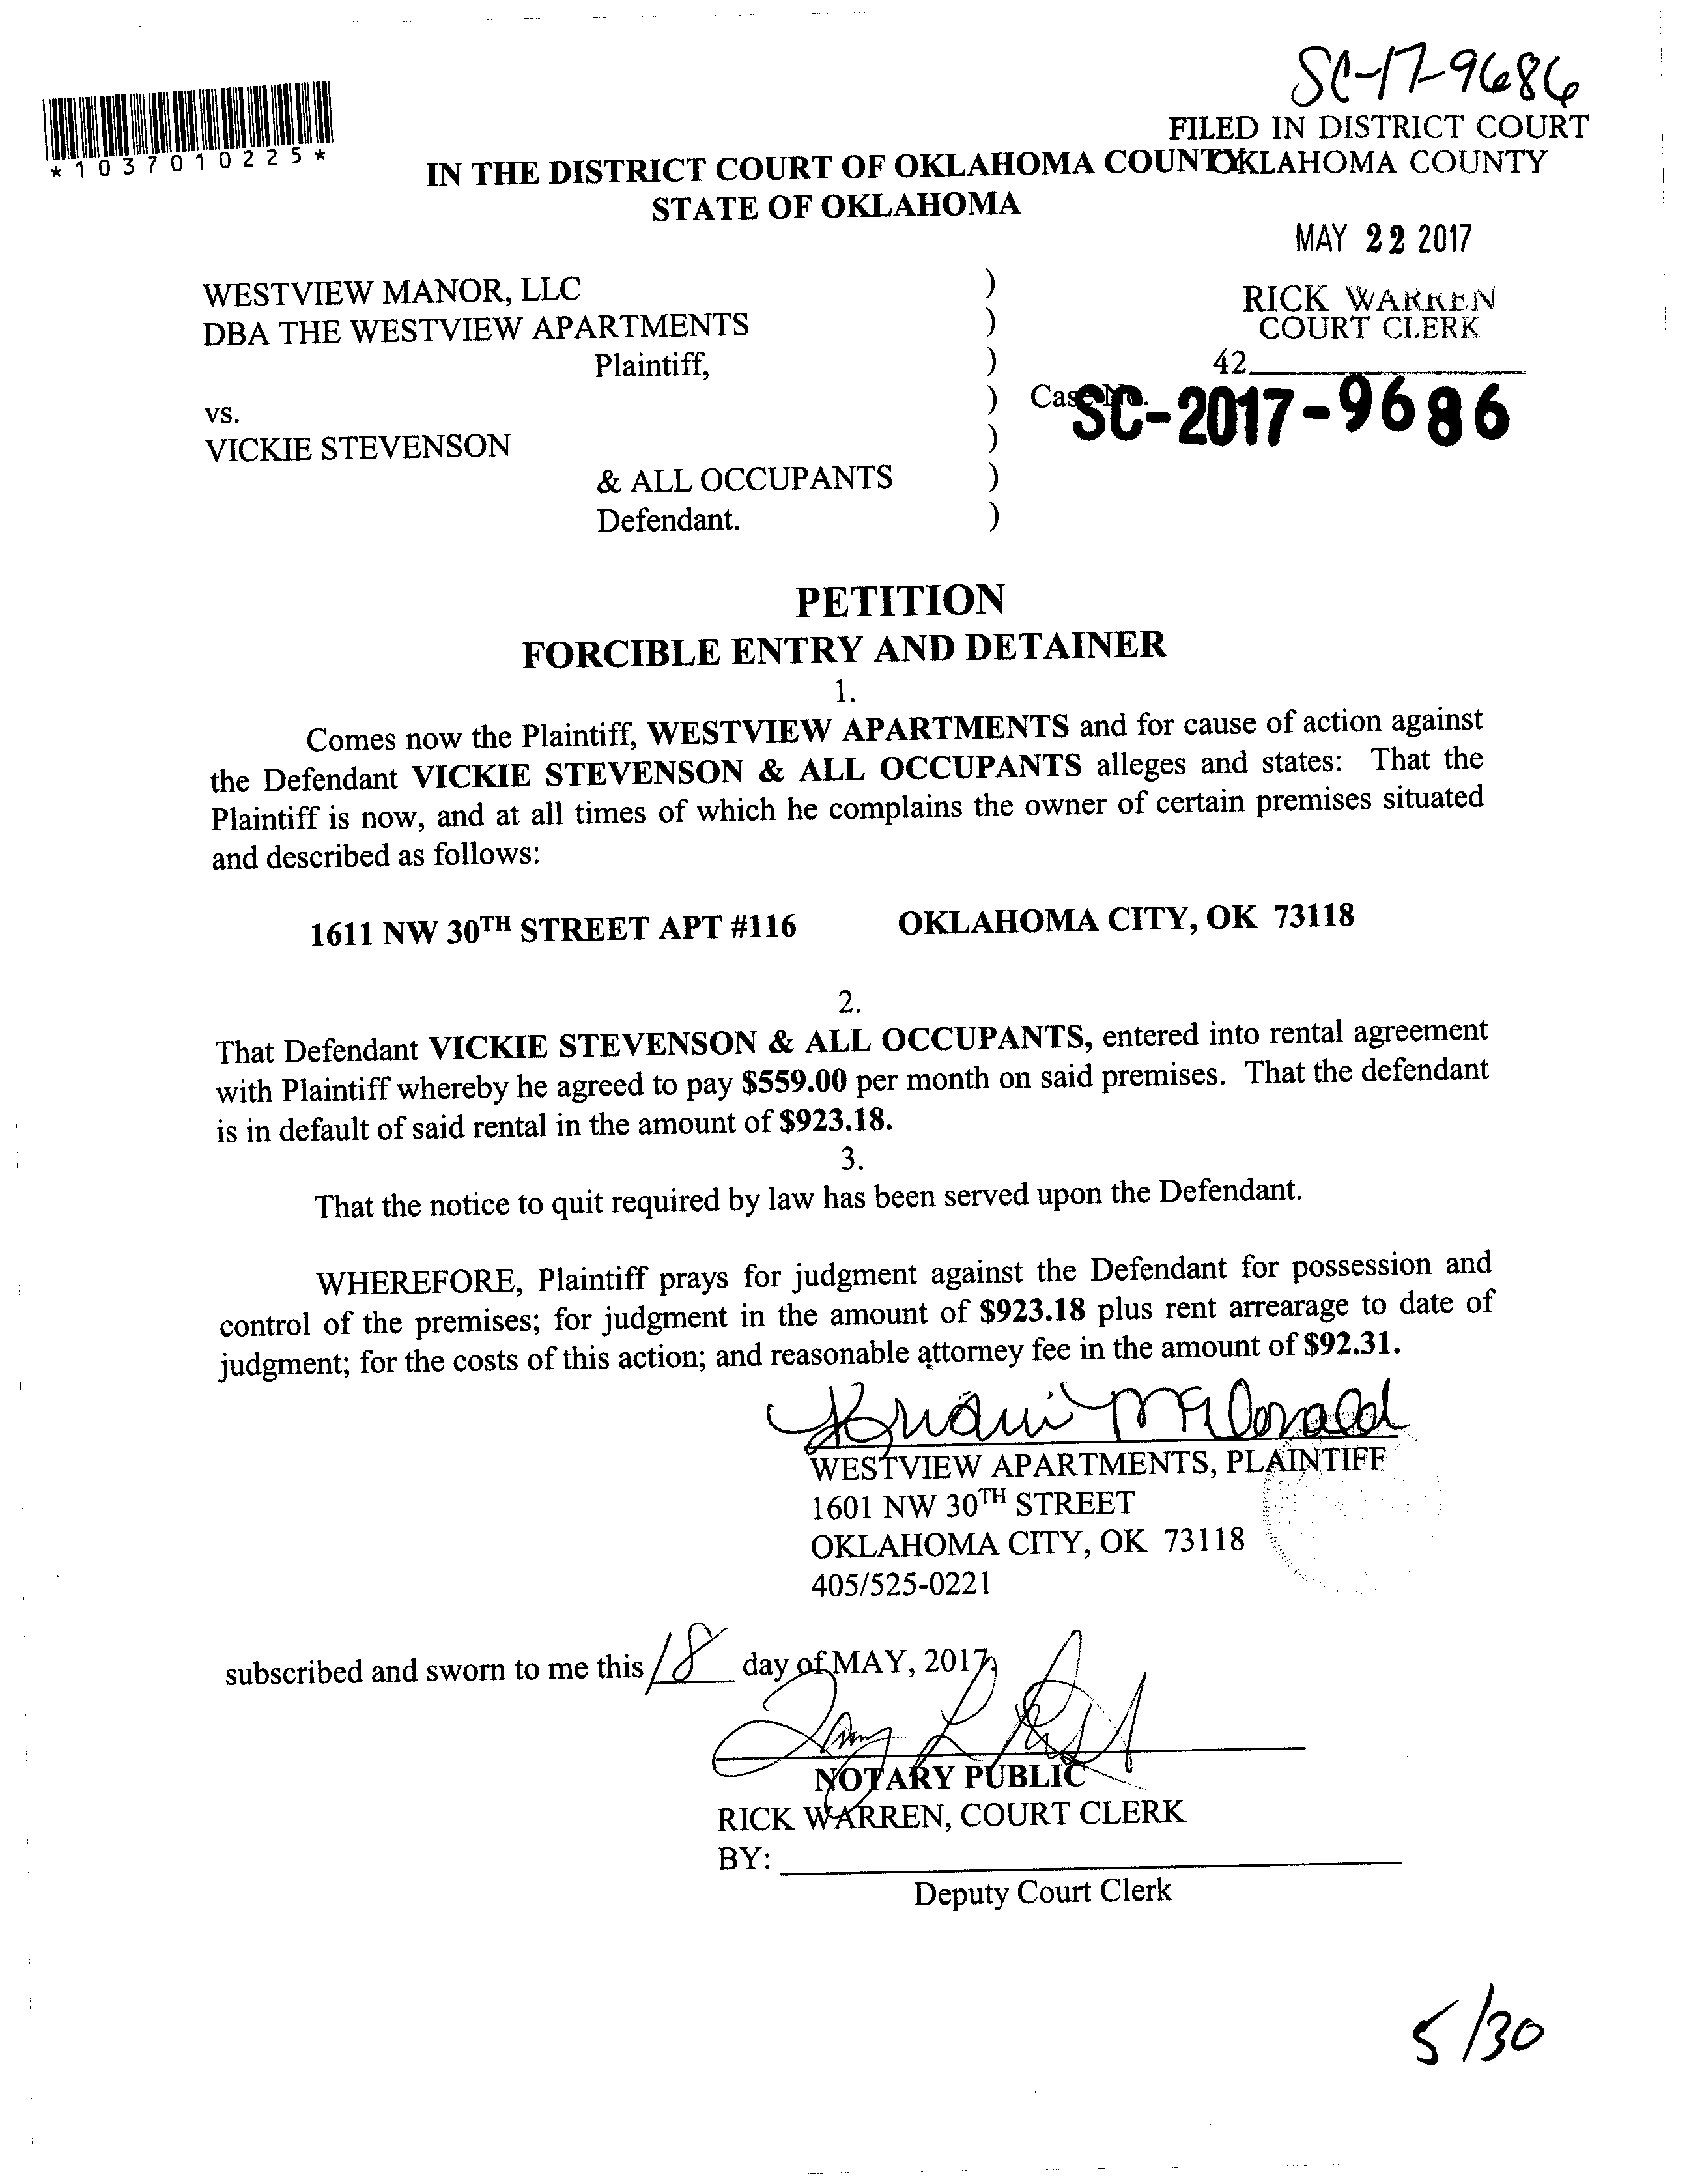 SC-17-9686
FILED IN DISTRICT COURT
OKLAHOMA COUNTY
*1037010225*
IN THE DISTRICT COURT OF OKLAHOMA COUNTY
STATE OF OKLAHOMA
MAY 22 2017
RICK WARREN
COURT CLERK
42
WESTVIEW MANOR, LLC )
DBA THE WESTVIEW APARTMENTS )
Plaintiff, )
vs. ) Case No. SC-2017-9686
VICKIE STEVENSON )
& ALL OCCUPANTS )
Defendant. )
PETITION
FORCIBLE ENTRY AND DETAINER
1.
Comes now the Plaintiff, WESTVIEW APARTMENTS and for cause of action against
the Defendant VICKIE STEVENSON & ALL OCCUPANTS alleges and states: That the
Plaintiff is now, and at all times of which he complains the owner of certain premises situated
and described as follows:
1611 NW 30TH STREET APT #116 OKLAHOMA CITY, OK 73118
2.
That Defendant VICKIE STEVENSON & ALL OCCUPANTS, entered into rental agreement
with Plaintiff whereby he agreed to pay $559.00 per month on said premises. That the defendant
is in default of said rental in the amount of $923.18.
3.
That the notice to quit required by law has been served upon the Defendant.
WHEREFORE, Plaintiff prays for judgment against the Defendant for possession and
control of the premises; for judgment in the amount of $923.18 plus rent arrearage to date of
judgment; for the costs of this action; and reasonable attorney fee in the amount of $92.31.
McDonald
WESTVIEW APARTMENTS, PLAINTIFF
1601 NW 30TH STREET
OKLAHOMA CITY, OK 73118
405/525-0221
subscribed and sworn to me this 18 day of MAY, 2017,
NOTARY PUBLIC
RICK WARREN, COURT CLERK
BY:
Deputy Court Clerk
5/30